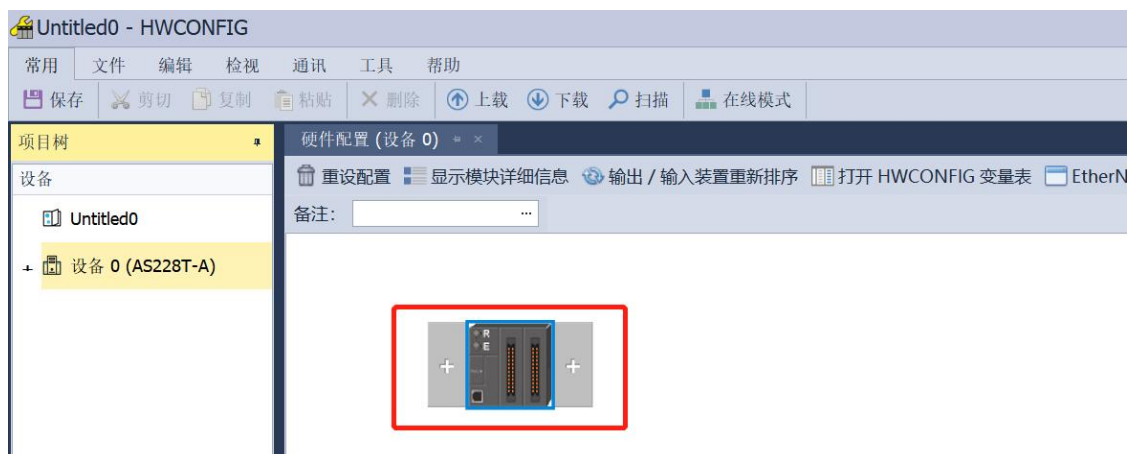 Untitled0 - HWCONFIG
常用 文件 编辑 检视 通讯 工具 帮助
保存 剪切 复制 粘贴 删除 上载 下载 扫描 在线模式
项目树
硬件配置 (设备 0)
设备
重设配置 显示模块详细信息 输出 / 输入装置重新排序 打开 HWCONFIG 变量表 EtherN
备注: ...
Untitled0
设备 0 (AS228T-A)
R
E